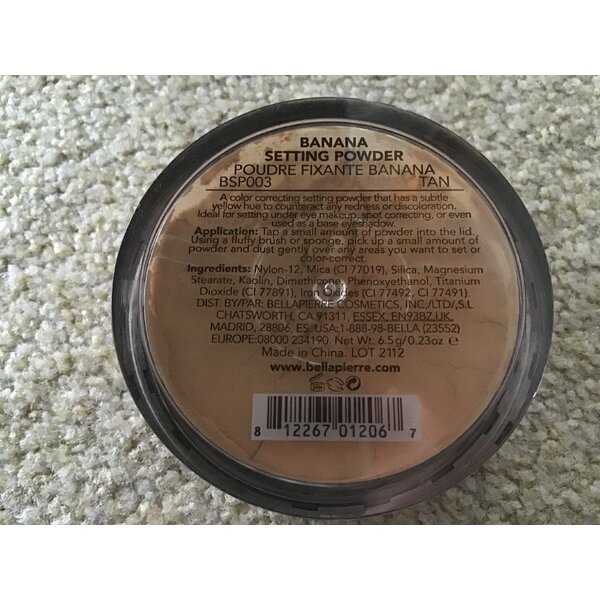 BANANA
SETTING POWDER
POUDRE FIXANTE BANANA
BSP003 TAN
A color correcting setting powder that has a subtle
yellow hue to counteract any redness or discoloration.
Ideal for setting under eye makeup, spot correcting, or even
used as a base eyeshadow.
Application: Tap a small amount of powder into the lid.
Using a fluffy brush or sponge, pick up a small amount of
powder and dust gently over any areas you want to set or
color-correct.
Ingredients: Nylon-12, Mica (CI 77019), Silica, Magnesium
Stearate, Kaolin, Dimethicone, Phenoxyethanol, Titanium
Dioxide (CI 77891), Iron Oxides (CI 77492, CI 77491).
DIST. BY/PAR: BELLAPIERRE COSMETICS, INC./LTD/,S.L
CHATSWORTH, CA 91311, ESSEX, EN93BZ,UK.
MADRID, 28806, ES. USA:1-888-98-BELLA (23552)
EUROPE:08000 234190. Net Wt: 6.5g/0.23oz e
Made in China. LOT 2112
www.bellapierre.com
8 12267 01206 7